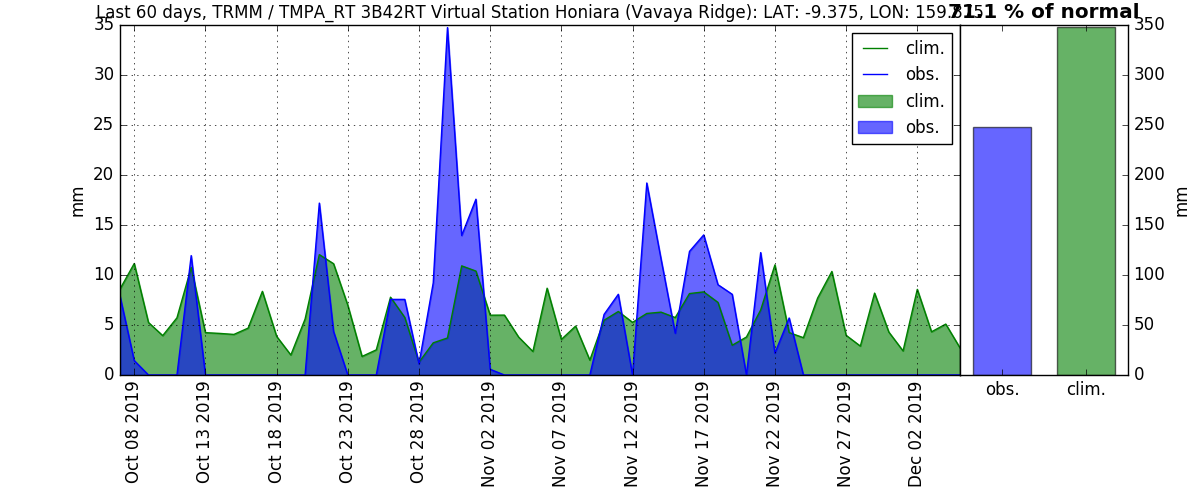 Last 60 days, TRMM / TMPA_RT 3B42RT Virtual Station Honiara (Vavaya Ridge): LAT: -9.375, LON:
71.1 % of normal
35
30
25
20
15
10
5
0
mm
clim.
obs.
clim.
obs.
350
300
250
200
150
100
50
0
mm
obs.
clim.
Oct 08 2019
Oct 13 2019
Oct 18 2019
Oct 23 2019
Oct 28 2019
Nov 02 2019
Nov 07 2019
Nov 12 2019
Nov 17 2019
Nov 22 2019
Nov 27 2019
Dec 02 2019